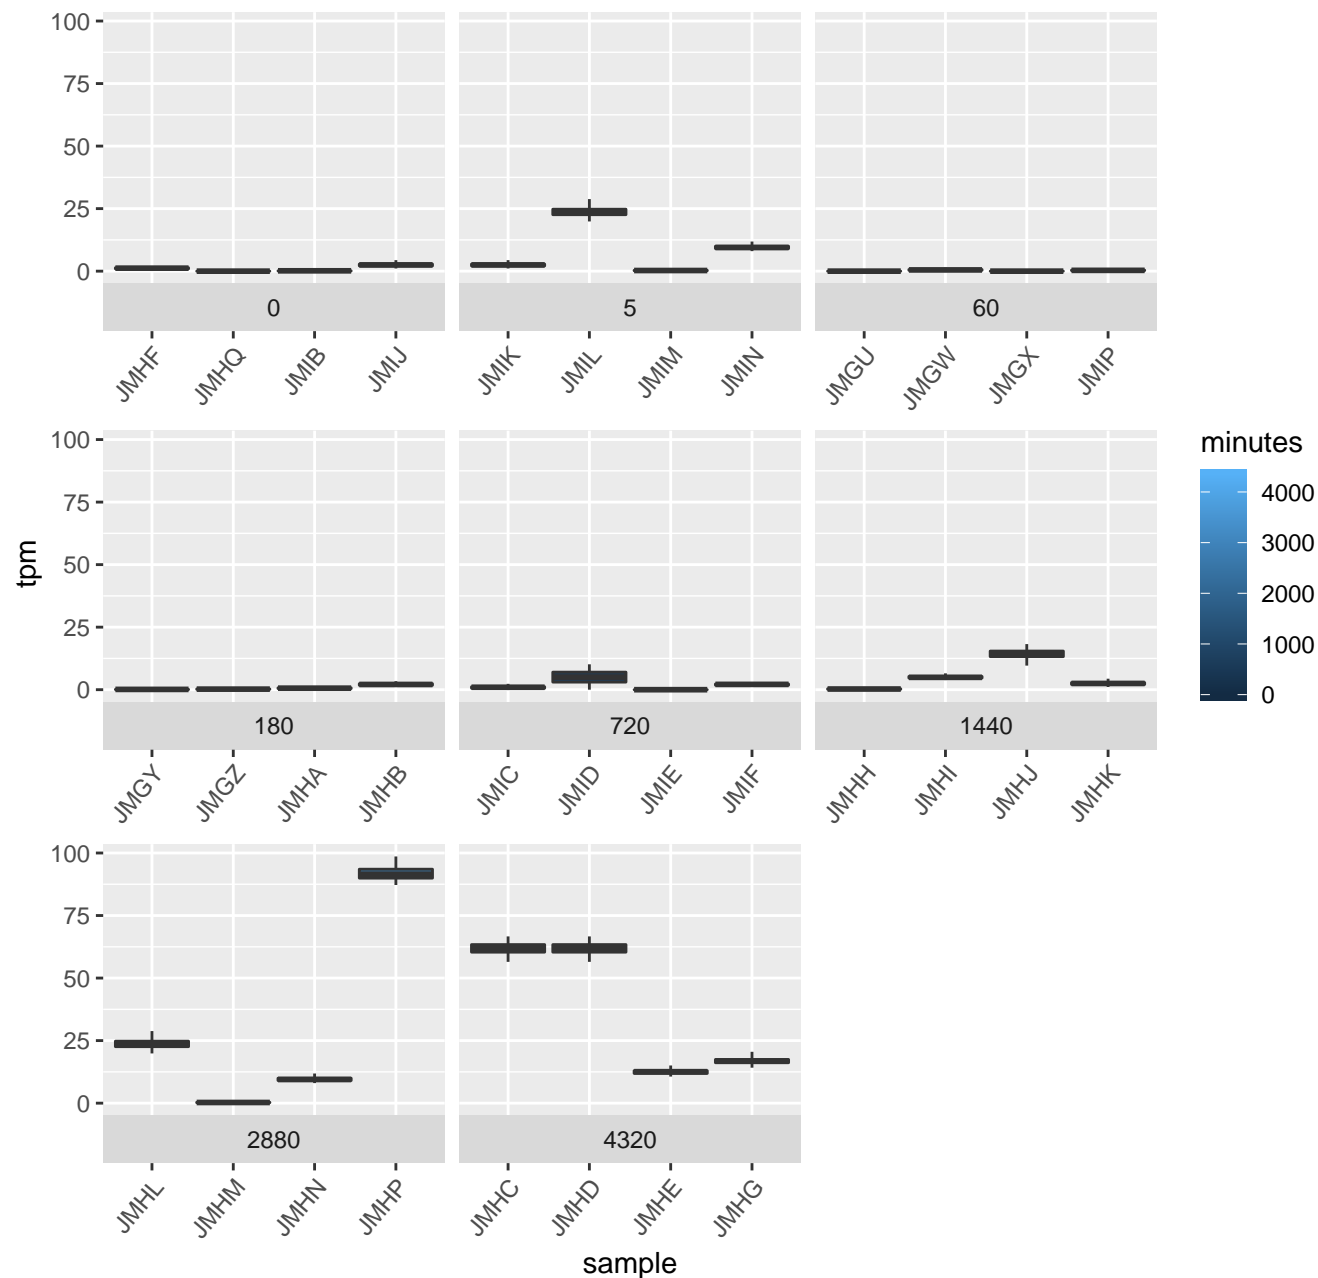 100
75
50
25
0
0
5
60
JMHF
JMHQ
JMIB
JMIJ
JMIK
JMIL
JMIM
JMIN
JMGU
JMGW
JMGX
JMIP
100
75
50
25
0
180
720
1440
JMGY
JMGZ
JMHA
JMHB
JMIC
JMID
JMIE
JMIF
JMHH
JMHI
JMHJ
JMHK
100
75
50
25
0
2880
4320
JMHL
JMHM
JMHN
JMHP
JMHC
JMHD
JMHE
JMHG
tpm
sample
minutes
4000
3000
2000
1000
0